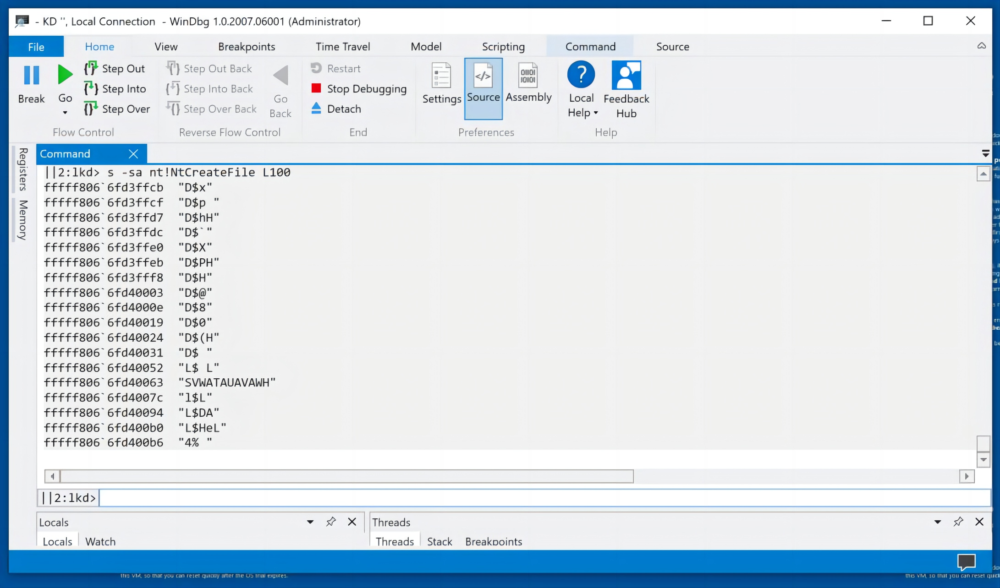 - KD '', Local Connection - WinDbg 1.0.2007.06001 (Administrator)
File Home View Breakpoints Time Travel Model Scripting Command Source
Break
Go
Step Out
Step Into
Step Over
Flow Control
Step Out Back
Step Into Back
Step Over Back
Go Back
Reverse Flow Control
Restart
Stop Debugging
Detach
End
Settings
Source
Assembly
Preferences
Local Help
Feedback Hub
Help
Registers
Memory
Command
||2:lkd> s -sa nt!NtCreateFile L100
fffff806`6fd3ffcb "D$x"
fffff806`6fd3ffcf "D$p "
fffff806`6fd3ffd7 "D$hH"
fffff806`6fd3ffdc "D$`"
fffff806`6fd3ffe0 "D$X"
fffff806`6fd3ffeb "D$PH"
fffff806`6fd3fff8 "D$H"
fffff806`6fd40003 "D$@"
fffff806`6fd4000e "D$8"
fffff806`6fd40019 "D$0"
fffff806`6fd40024 "D$(H"
fffff806`6fd40031 "D$ "
fffff806`6fd40052 "L$ L"
fffff806`6fd40063 "SVWATAUAVAWH"
fffff806`6fd4007c "l$L"
fffff806`6fd40094 "L$DA"
fffff806`6fd400b0 "L$HeL"
fffff806`6fd400b6 "4% "
||2:lkd>
Locals
Locals Watch
Threads
Threads Stack Breakpoints
this VM, so that you can reset quickly after the OS trial expires.
this VM, so that you can reset